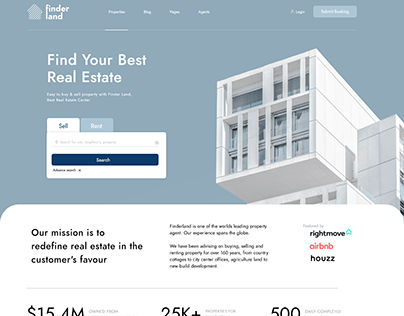 finder
land
Properties
Blog
Pages
Agents
Login
Submit Booking
Find Your Best
Real Estate
Easy to buy & sell property with Finder Land,
Best Real Estate Center
Sell
Rent
Search
Advance search
Our mission is to
redefine real estate in the
customer's favour
Finderland is one of the worlds leading property
agent. Our experience spans the globe.
We have been advising on buying, selling and
renting property for over 160 years, from country
cottages to city center offices, agriculture land to
new-build development.
Featured by
rightmove
airbnb
houzz
$15.4M
OWNED FROM
25K+
PROPERTIES FOR
500
DAILY COMPLETED